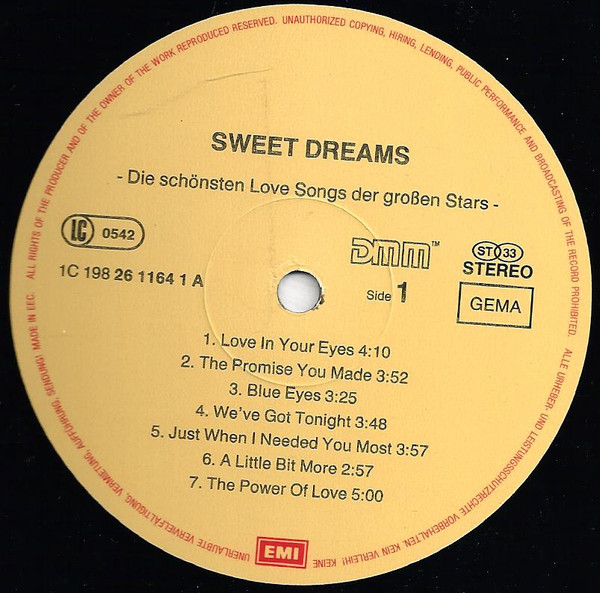 ALL RIGHTS OF THE PRODUCER AND OF THE OWNER OF THE WORK REPRODUCED RESERVED. UNAUTHORIZED COPYING, HIRING, LENDING, PUBLIC PERFORMANCE AND BROADCASTING OF THE RECORD PROHIBITED.
SWEET DREAMS
- Die schönsten Love Songs der großen Stars -
LC 0542
DMM™
ST 33
STEREO
1C 198 26 1164 1 A
Side 1
GEMA
1. Love In Your Eyes 4:10
2. The Promise You Made 3:52
3. Blue Eyes 3:25
4. We've Got Tonight 3:48
5. Just When I Needed You Most 3:57
6. A Little Bit More 2:57
7. The Power Of Love 5:00
EMI
ALLE URHEBER- UND LEISTUNGSSCHUTZRECHTE VORBEHALTEN. KEIN VERLEIH! KEINE UNERLAUBTE VERVIELFÄLTIGUNG, VERMIETUNG, AUFFÜHRUNG, SENDUNG! MADE IN EEC.